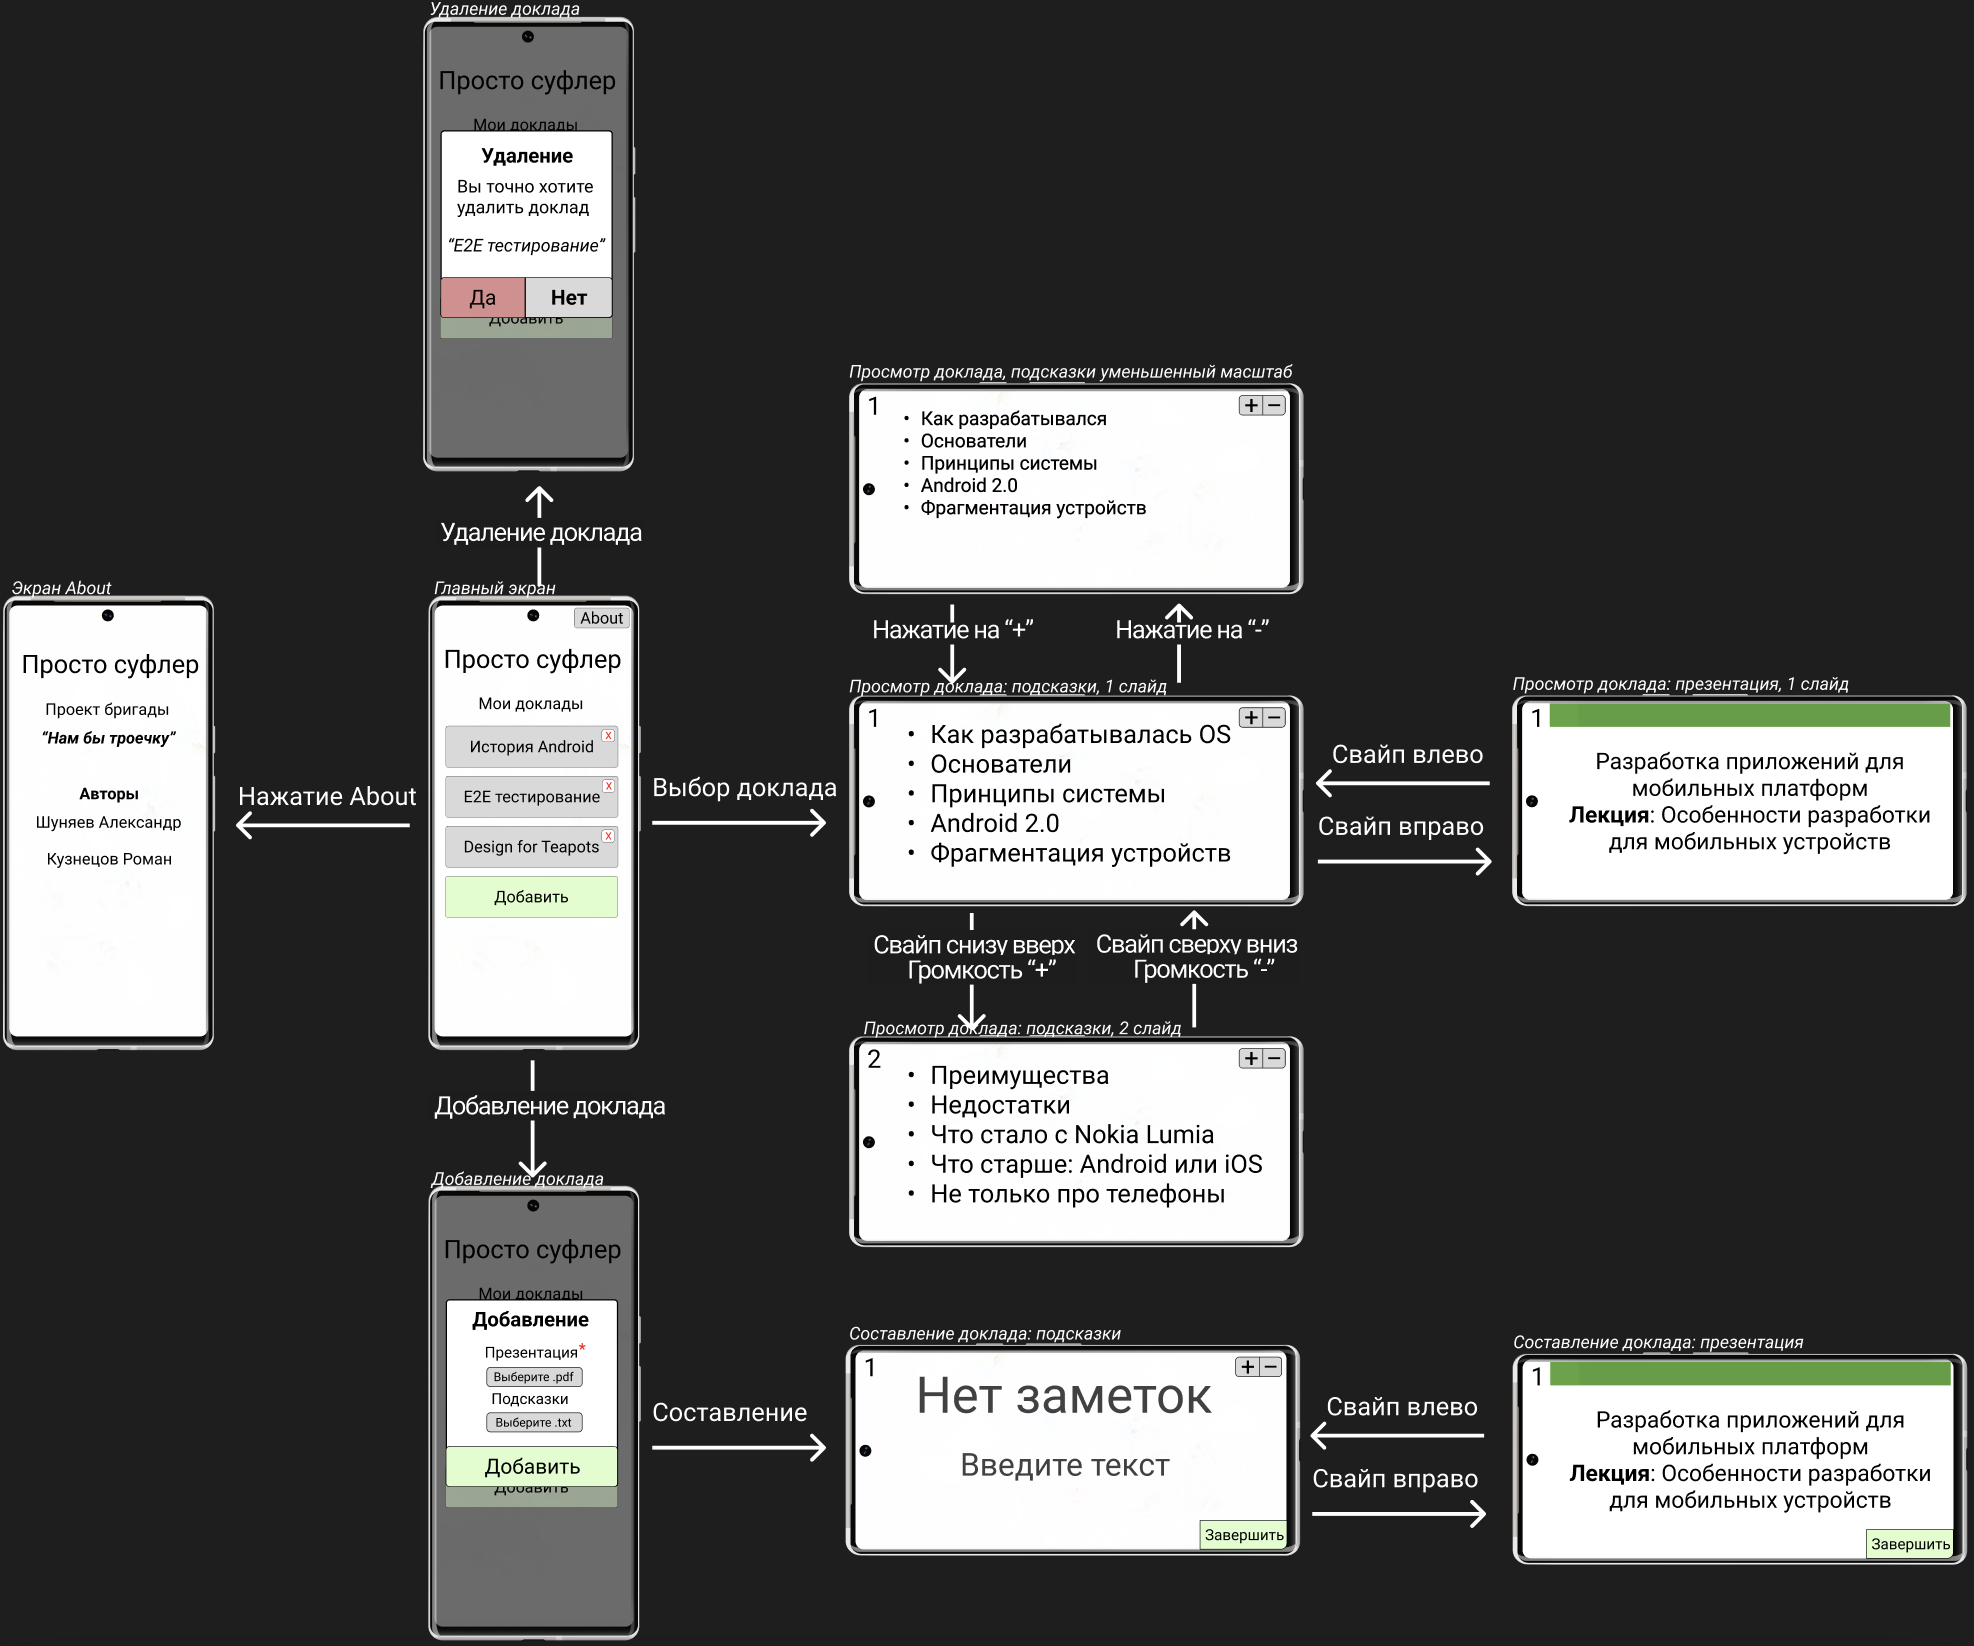 Удаление доклада
Просто суфлер
Мои доклады
Удаление
Вы точно хотите
удалить доклад
“E2E тестирование”
Да
Нет
Добавить
Удаление доклада
Экран About
Просто суфлер
Проект бригады
“Нам бы троечку”
Авторы
Шуняев Александр
Кузнецов Роман
Нажатие About
Главный экран
About
Просто суфлер
Мои доклады
История Android
X
E2E тестирование
X
Design for Teapots
X
Добавить
Выбор доклада
Просмотр доклада, подсказки уменьшенный масштаб
1
+ −
• Как разрабатывался
• Основатели
• Принципы системы
• Android 2.0
• Фрагментация устройств
Нажатие на “+”
Нажатие на “-”
Просмотр доклада: подсказки, 1 слайд
1
+ −
• Как разрабатывалась OS
• Основатели
• Принципы системы
• Android 2.0
• Фрагментация устройств
Свайп влево
Свайп вправо
Просмотр доклада: презентация, 1 слайд
1
Разработка приложений для
мобильных платформ
Лекция: Особенности разработки
для мобильных устройств
Свайп снизу вверх
Громкость “+”
Свайп сверху вниз
Громкость “-”
Просмотр доклада: подсказки, 2 слайд
2
+ −
• Преимущества
• Недостатки
• Что стало с Nokia Lumia
• Что старше: Android или iOS
• Не только про телефоны
Добавление доклада
Добавление доклада
Просто суфлер
Мои доклады
Добавление
Презентация*
Выберите .pdf
Подсказки
Выберите .txt
Добавить
Добавить
Составление
Составление доклада: подсказки
1
+ −
Нет заметок
Введите текст
Завершить
Свайп влево
Свайп вправо
Составление доклада: презентация
1
Разработка приложений для
мобильных платформ
Лекция: Особенности разработки
для мобильных устройств
Завершить